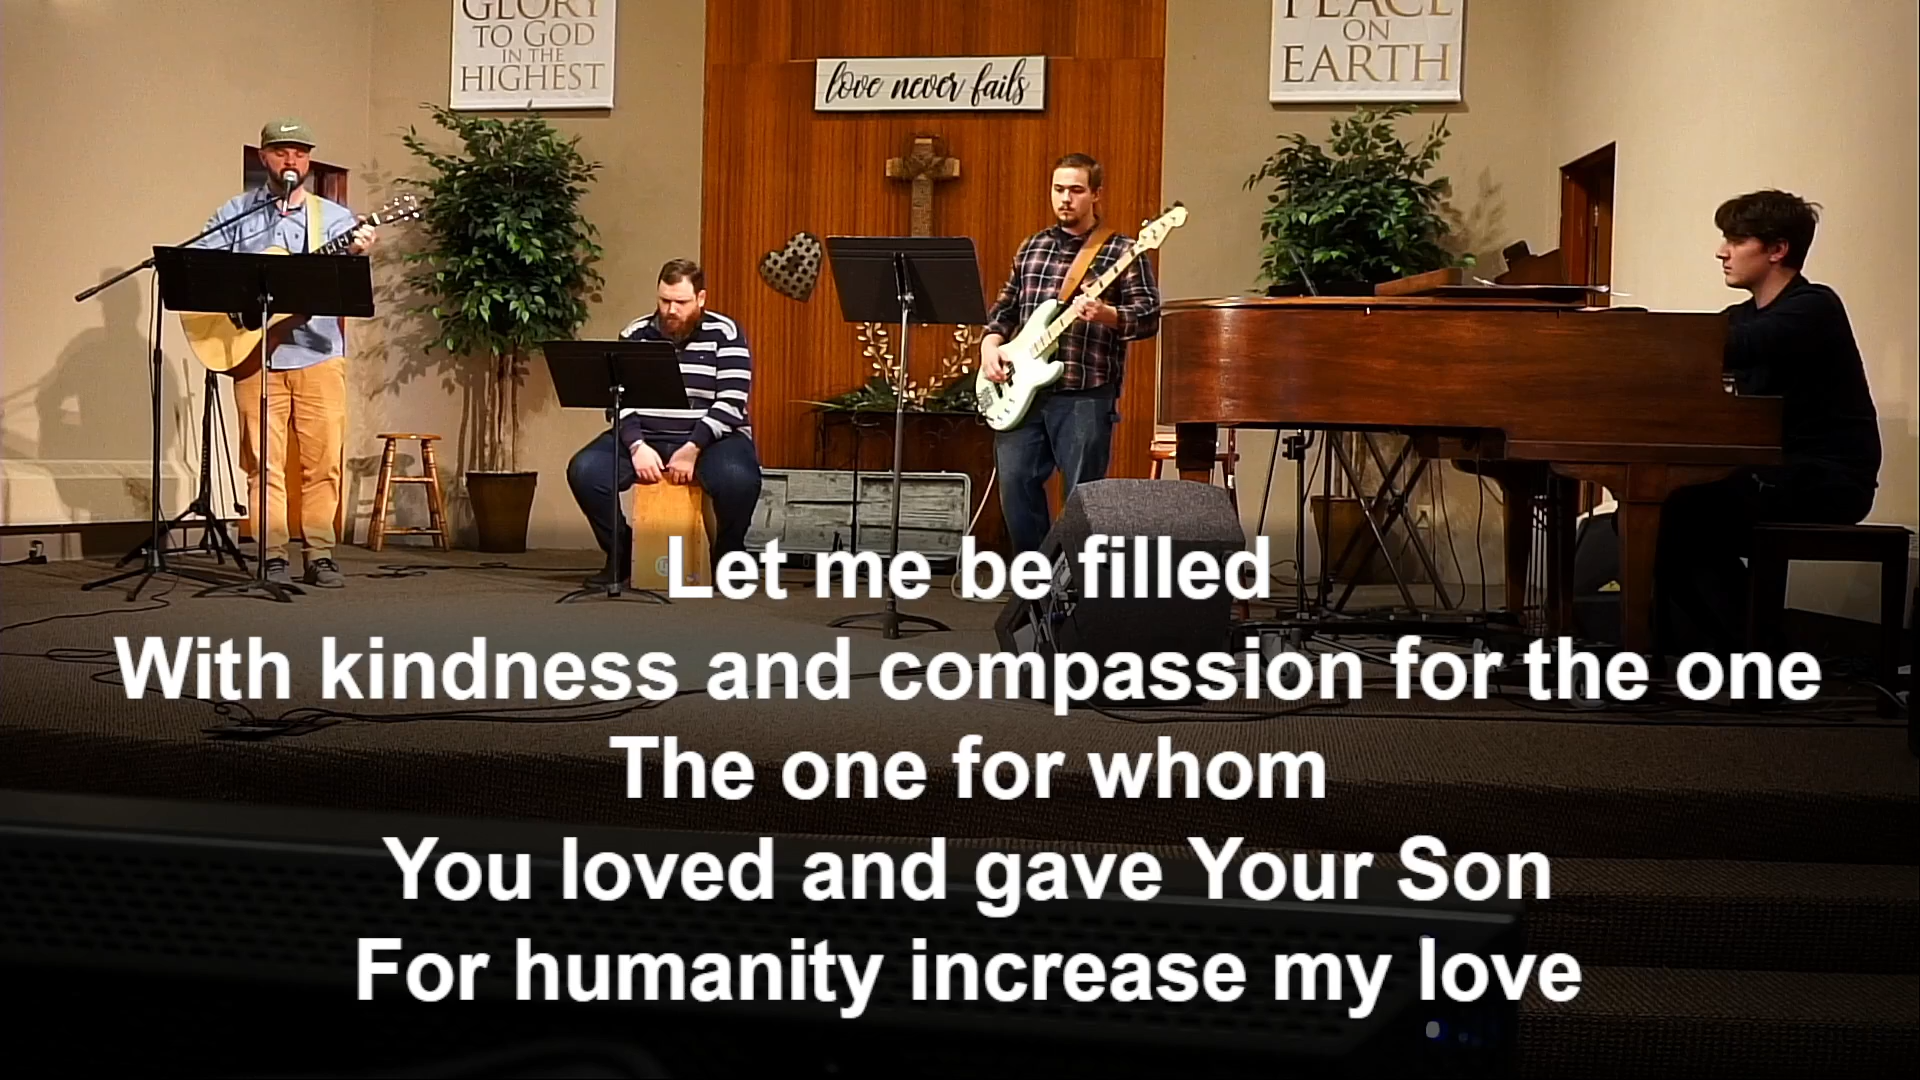 GLORY
TO GOD
IN THE
HIGHEST
love never fails
PEACE
ON
EARTH
Let me be filled
With kindness and compassion for the one
The one for whom
You loved and gave Your Son
For humanity increase my love